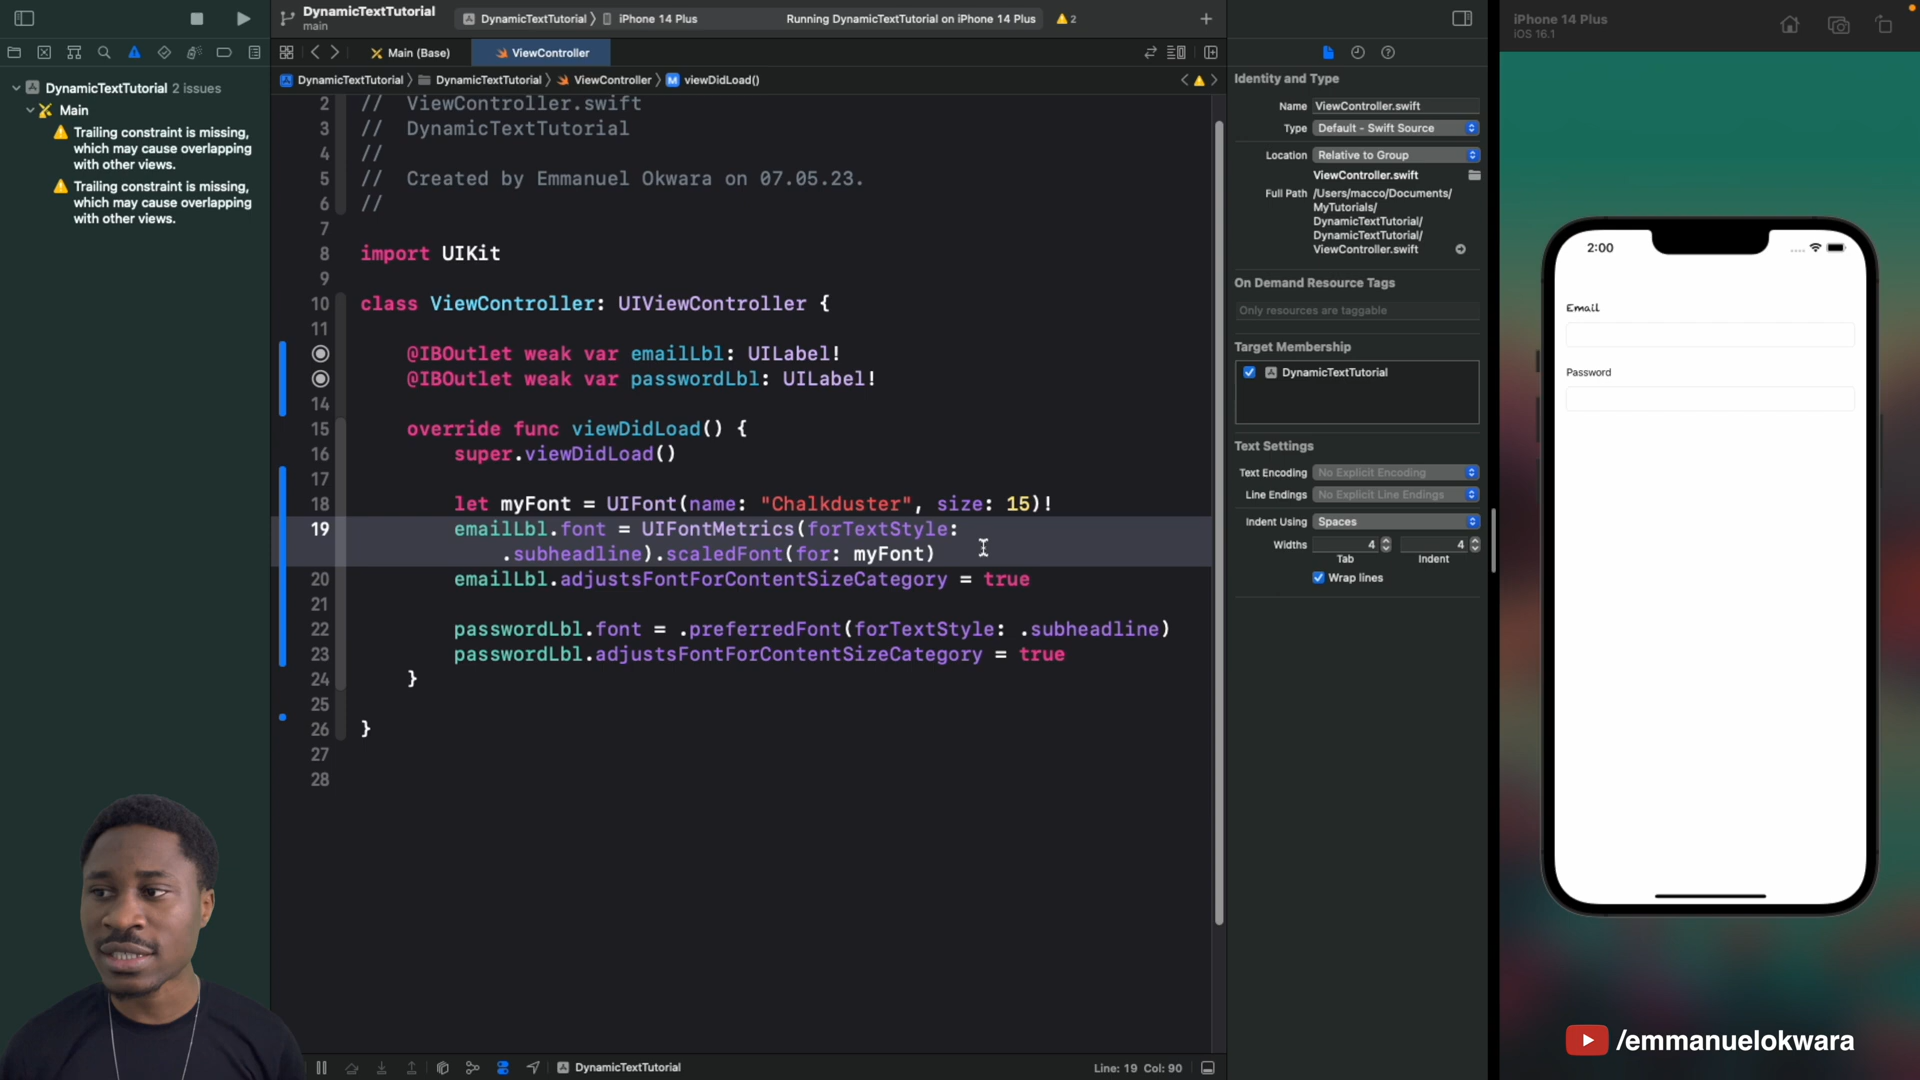 DynamicTextTutorial
main
DynamicTextTutorial
iPhone 14 Plus
Running DynamicTextTutorial on iPhone 14 Plus
2
Main (Base)
ViewController
DynamicTextTutorial
DynamicTextTutorial
ViewController
M viewDidLoad()
DynamicTextTutorial 2 issues
Main
Trailing constraint is missing,
which may cause overlapping
with other views.
Trailing constraint is missing,
which may cause overlapping
with other views.
2 //  ViewController.swift
3 //  DynamicTextTutorial
4 //
5 //  Created by Emmanuel Okwara on 07.05.23.
6 //
7
8 import UIKit
9
10 class ViewController: UIViewController {
11
@IBOutlet weak var emailLbl: UILabel!
@IBOutlet weak var passwordLbl: UILabel!
14
15 override func viewDidLoad() {
16 super.viewDidLoad()
17
18 let myFont = UIFont(name: "Chalkduster", size: 15)!
19 emailLbl.font = UIFontMetrics(forTextStyle:
.subheadline).scaledFont(for: myFont)
20 emailLbl.adjustsFontForContentSizeCategory = true
21
22 passwordLbl.font = .preferredFont(forTextStyle: .subheadline)
23 passwordLbl.adjustsFontForContentSizeCategory = true
24 }
25
26 }
27
28
DynamicTextTutorial
Line: 19 Col: 90
Identity and Type
Name ViewController.swift
Type Default - Swift Source
Location Relative to Group
ViewController.swift
Full Path /Users/macco/Documents/
MyTutorials/
DynamicTextTutorial/
DynamicTextTutorial/
ViewController.swift
On Demand Resource Tags
Only resources are taggable
Target Membership
DynamicTextTutorial
Text Settings
Text Encoding No Explicit Encoding
Line Endings No Explicit Line Endings
Indent Using Spaces
Widths 4 4
Tab Indent
Wrap lines
iPhone 14 Plus
iOS 16.1
2:00
Email
Password
/emmanuelokwara